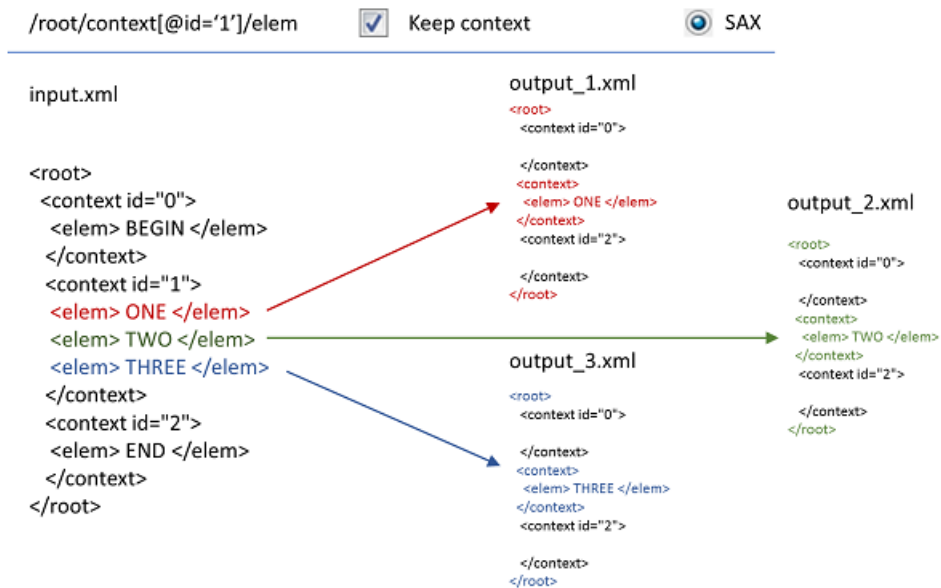 /root/context[@id=‘1’]/elem
Keep context
SAX
input.xml
<root>
<context id="0">
<elem> BEGIN </elem>
</context>
<context id="1">
<elem> ONE </elem>
<elem> TWO </elem>
<elem> THREE </elem>
</context>
<context id="2">
<elem> END </elem>
</context>
</root>
output_1.xml
<root>
<context id="0">
</context>
<context>
<elem> ONE </elem>
</context>
<context id="2">
</context>
</root>
output_2.xml
<root>
<context id="0">
</context>
<context>
<elem> TWO </elem>
</context>
<context id="2">
</context>
</root>
output_3.xml
<root>
<context id="0">
</context>
<context>
<elem> THREE </elem>
</context>
<context id="2">
</context>
</root>